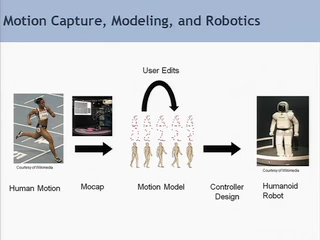 Motion Capture, Modeling, and Robotics
User Edits
Courtesy of Wikimedia
Courtesy of Wikimedia
Human Motion
Mocap
Motion Model
Controller
Design
Humanoid
Robot